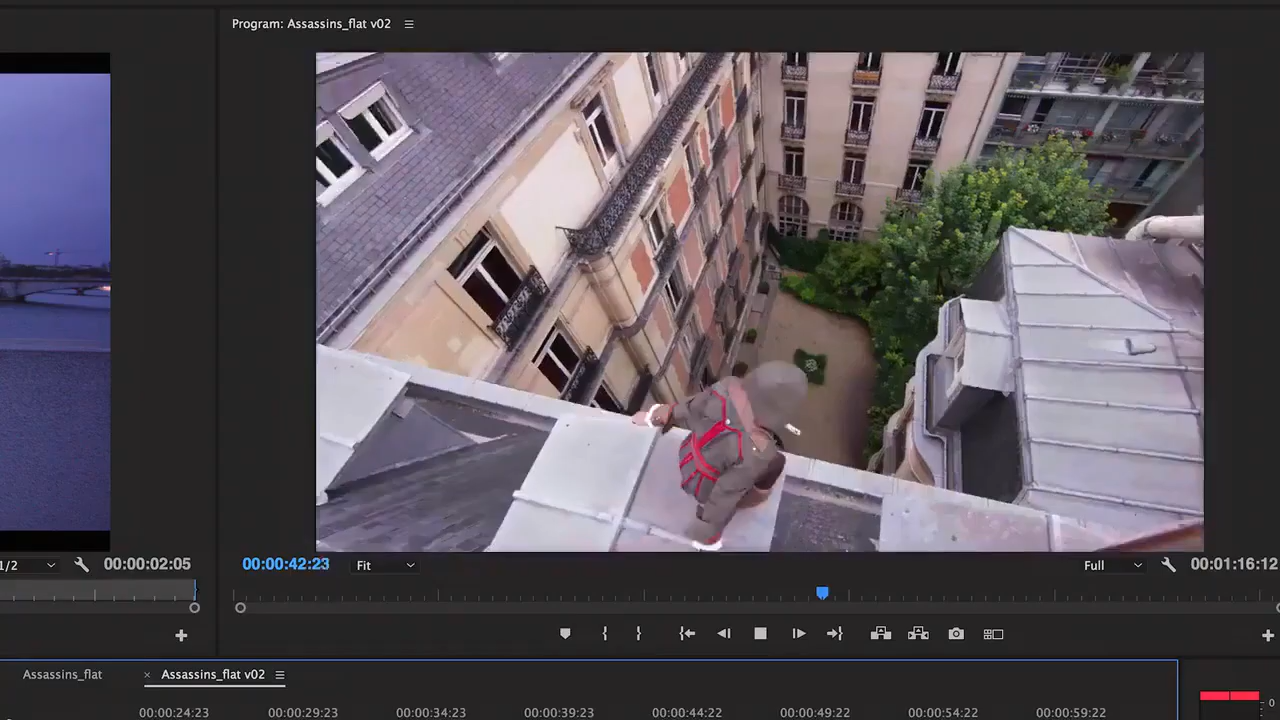 Program: Assassins_flat v02
1/2
00:00:02:05
00:00:42:23
Fit
Full
00:01:16:12
Assassins_flat
× Assassins_flat v02
00:00:24:23 00:00:29:23 00:00:34:23 00:00:39:23 00:00:44:22 00:00:49:22 00:00:54:22 00:00:59:22
0